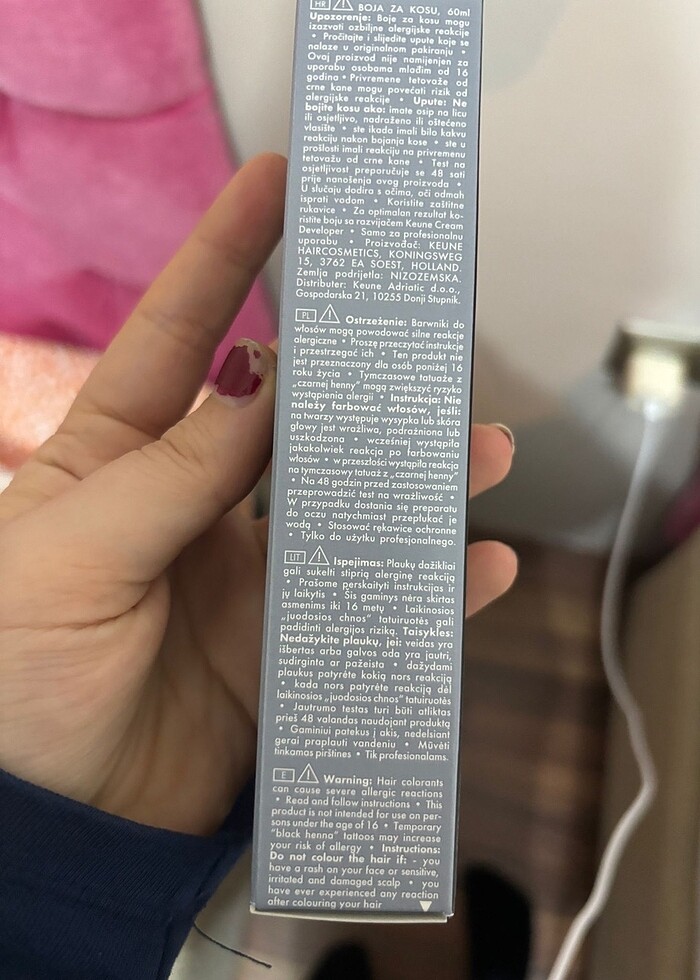 HR BOJA ZA KOSU, 60ml
Upozorenje: Boje za kosu mogu
izazvati ozbiljne alergijske reakcije
• Pročitajte i slijedite upute koje se
nalaze u originalnom pakiranju •
Ovaj proizvod nije namijenjen za
uporabu osobama mlađim od 16
godina • Privremene tetovaže od
crne kane mogu povećati rizik od
alergijske reakcije • Upute: Ne
bojite kosu ako: imate osip na licu
ili osjetljivo, nadraženo ili oštećeno
vlasište • ste ikada imali bilo kakvu
reakciju nakon bojanja kose • ste u
prošlosti imali reakciju na privremenu
tetovažu od crne kane • Test na
osjetljivost preporučuje se 48 sati
prije nanošenja ovog proizvoda •
U slučaju dodira s očima, oči odmah
isprati vodom • Koristite zaštitne
rukavice • Za optimalan rezultat ko-
ristite boju sa razvijačem Keune Cream
Developer • Samo za profesionalnu
uporabu • Proizvođač: KEUNE
HAIRCOSMETICS, KONINGSWEG
15, 3762 EA SOEST, HOLLAND.
Zemlja podrijetla: NIZOZEMSKA.
Distributer: Keune Adriatic d.o.o.,
Gospodarska 21, 10255 Donji Stupnik.
PL Ostrzeżenie: Barwniki do
włosów mogą powodować silne reakcje
alergiczne • Proszę przeczytać instrukcje
i przestrzegać ich • Ten produkt nie
jest przeznaczony dla osób poniżej 16
roku życia • Tymczasowe tatuaże z
„czarnej henny” mogą zwiększyć ryzyko
wystąpienia alergii • Instrukcja: Nie
należy farbować włosów, jeśli:
na twarzy występuje wysypka lub skóra
głowy jest wrażliwa, podrażniona lub
uszkodzona • wcześniej wystąpiła
jakakolwiek reakcja po farbowaniu
włosów • w przeszłości wystąpiła reakcja
na tymczasowy tatuaż z „czarnej henny”
• Na 48 godzin przed zastosowaniem
przeprowadzić test na wrażliwość •
W przypadku dostania się preparatu
do oczu natychmiast przepłukać je
wodą • Stosować rękawice ochronne
• Tylko do użytku profesjonalnego.
LIT Ispejimas: Plaukų dažikliai
gali sukelti stiprią alerginę reakciją
• Prašome perskaityti instrukcijas ir
jų laikytis • Šis gaminys nėra skirtas
asmenims iki 16 metų • Laikinosios
„juodosios chnos” tatuiruotės gali
padidinti alergijos riziką. Taisykles:
Nedažykite plaukų, jei: veidas yra
išbertas arba galvos oda yra jautri,
sudirginta ar pažeista • dažydami
plaukus patyrėte kokią nors reakciją
• kada nors patyrėte reakciją dėl
laikinosios „juodosios chnos” tatuiruotės
• Jautrumo testas turi būti atliktas
prieš 48 valandas naudojant produktą
• Gaminiui patekus į akis, nedelsiant
gerai praplauti vandeniu • Mūvėti
tinkamas pirštines • Tik profesionalams.
E Warning: Hair colorants
can cause severe allergic reactions
• Read and follow instructions • This
product is not intended for use on per-
sons under the age of 16 • Temporary
“black henna” tattoos may increase
your risk of allergy • Instructions:
Do not colour the hair if: - you
have a rash on your face or sensitive,
irritated and damaged scalp • you
have ever experienced any reaction
after colouring your hair